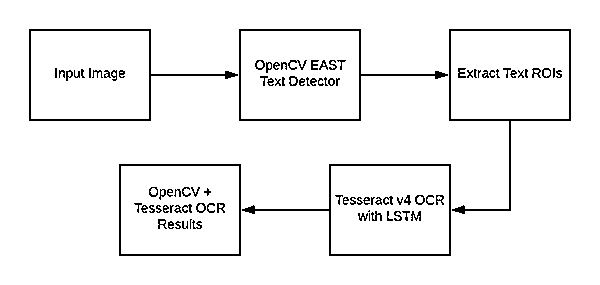 Input Image
OpenCV EAST
Text Detector
Extract Text ROIs
Tesseract v4 OCR
with LSTM
OpenCV +
Tesseract OCR
Results